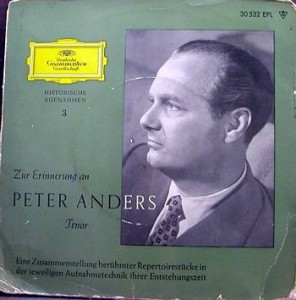 30 532 EPL
Deutsche
Grammophon
Gesellschaft
HISTORISCHE
AUFNAHMEN
3
Zur Erinnerung an
PETER ANDERS
Tenor
Eine Zusammenstellung berühmter Repertoirestücke in
der jeweiligen Aufnahmetechnik ihrer Entstehungszeit